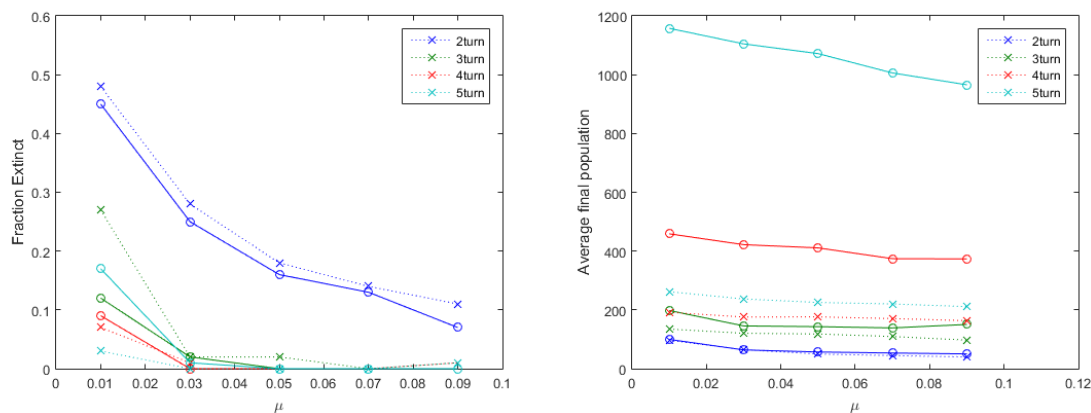 0.6
0.5
0.4
0.3
0.2
0.1
0
Fraction Extinct
2turn
3turn
4turn
5turn
0 0.01 0.02 0.03 0.04 0.05 0.06 0.07 0.08 0.09 0.1
μ
1200
1000
800
600
400
200
0
Average final population
2turn
3turn
4turn
5turn
0 0.02 0.04 0.06 0.08 0.1 0.12
μ